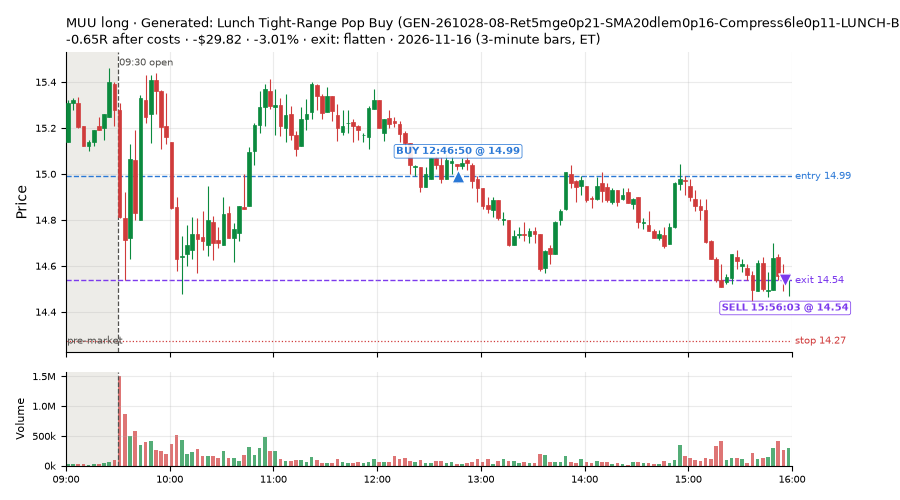 MUU long · Generated: Lunch Tight-Range Pop Buy (GEN-261028-08-Ret5mge0p21-SMA20dlem0p16-Compress6le0p11-LUNCH-B
-0.65R after costs · -$29.82 · -3.01% · exit: flatten · 2026-11-16 (3-minute bars, ET)
09:30 open
15.4
15.2
15.0
14.8
14.6
14.4
Price
BUY 12:46:50 @ 14.99
entry 14.99
exit 14.54
SELL 15:56:03 @ 14.54
pre-market
stop 14.27
1.5M
1.0M
500k
0k
Volume
09:00
10:00
11:00
12:00
13:00
14:00
15:00
16:00